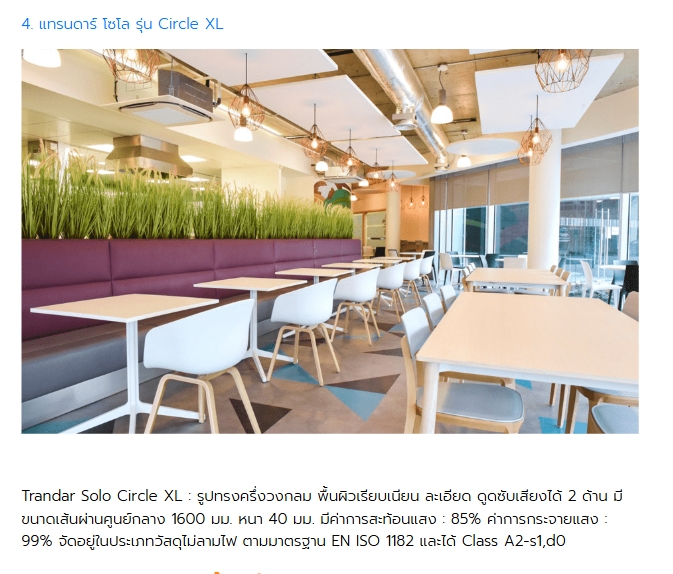 4. แทรนดาร์ โซโล รุ่น Circle XL
Trandar Solo Circle XL : รูปทรงครึ่งวงกลม พื้นผิวเรียบเนียน ละเอียด ดูดซับเสียงได้ 2 ด้าน มี
ขนาดเส้นผ่านศูนย์กลาง 1600 มม. หนา 40 มม. มีค่าการสะท้อนแสง : 85% ค่าการกระจายแสง :
99% จัดอยู่ในประเภทวัสดุไม่ลามไฟ ตามมาตรฐาน EN ISO 1182 และได้ Class A2-s1,d0